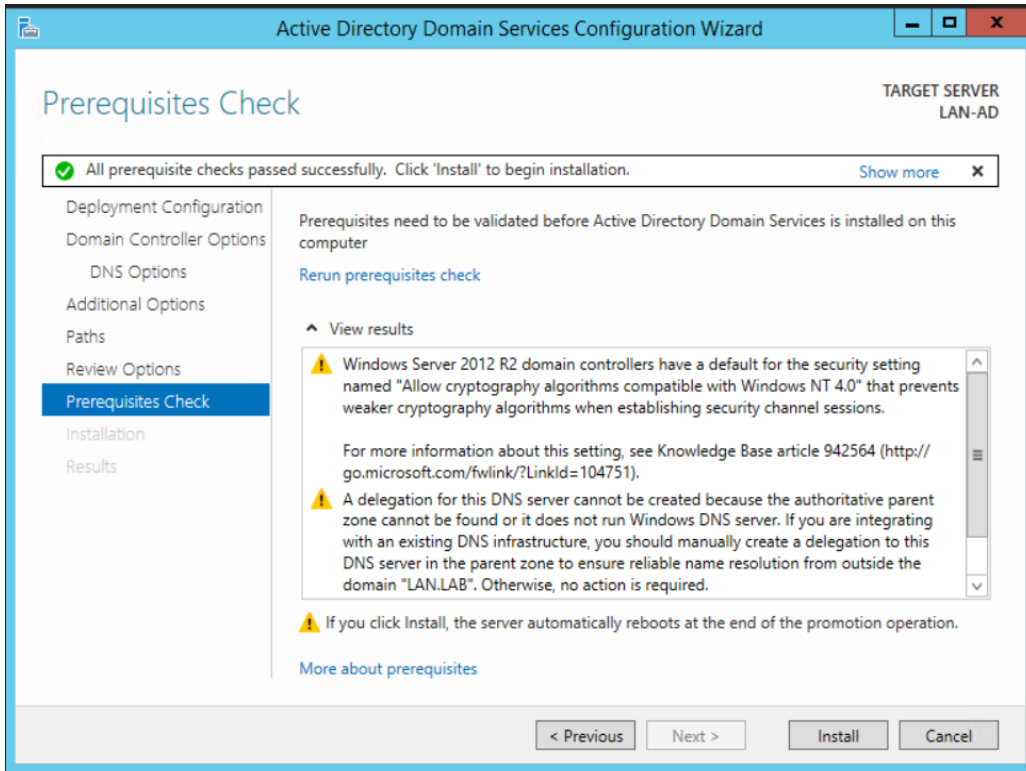 Active Directory Domain Services Configuration Wizard
Prerequisites Check
TARGET SERVER
LAN-AD
All prerequisite checks passed successfully. Click 'Install' to begin installation.
Show more
Deployment Configuration
Domain Controller Options
DNS Options
Additional Options
Paths
Review Options
Prerequisites Check
Installation
Results
Prerequisites need to be validated before Active Directory Domain Services is installed on this
computer
Rerun prerequisites check
View results
Windows Server 2012 R2 domain controllers have a default for the security setting
named "Allow cryptography algorithms compatible with Windows NT 4.0" that prevents
weaker cryptography algorithms when establishing security channel sessions.
For more information about this setting, see Knowledge Base article 942564 (http://
go.microsoft.com/fwlink/?LinkId=104751).
A delegation for this DNS server cannot be created because the authoritative parent
zone cannot be found or it does not run Windows DNS server. If you are integrating
with an existing DNS infrastructure, you should manually create a delegation to this
DNS server in the parent zone to ensure reliable name resolution from outside the
domain "LAN.LAB". Otherwise, no action is required.
If you click Install, the server automatically reboots at the end of the promotion operation.
More about prerequisites
< Previous
Next >
Install
Cancel